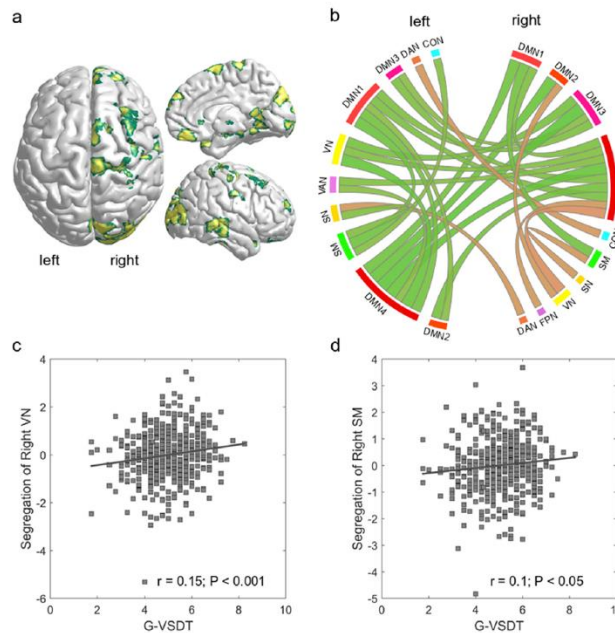 a
left
right
b
left
right
DMN1
DMN3
DAN
CON
DMN1
DMN2
DMN3
VN
VAN
SN
SM
DMN4
DMN2
DAN
FPN
VN
SN
SM
c
Segregation of Right VN
4
2
0
-2
-4
-6
0
2
4
6
8
10
r = 0.15; P < 0.001
G-VSDT
d
Segregation of Right SM
4
3
2
1
0
-1
-2
-3
-4
-5
0
2
4
6
8
r = 0.1; P < 0.05
G-VSDT